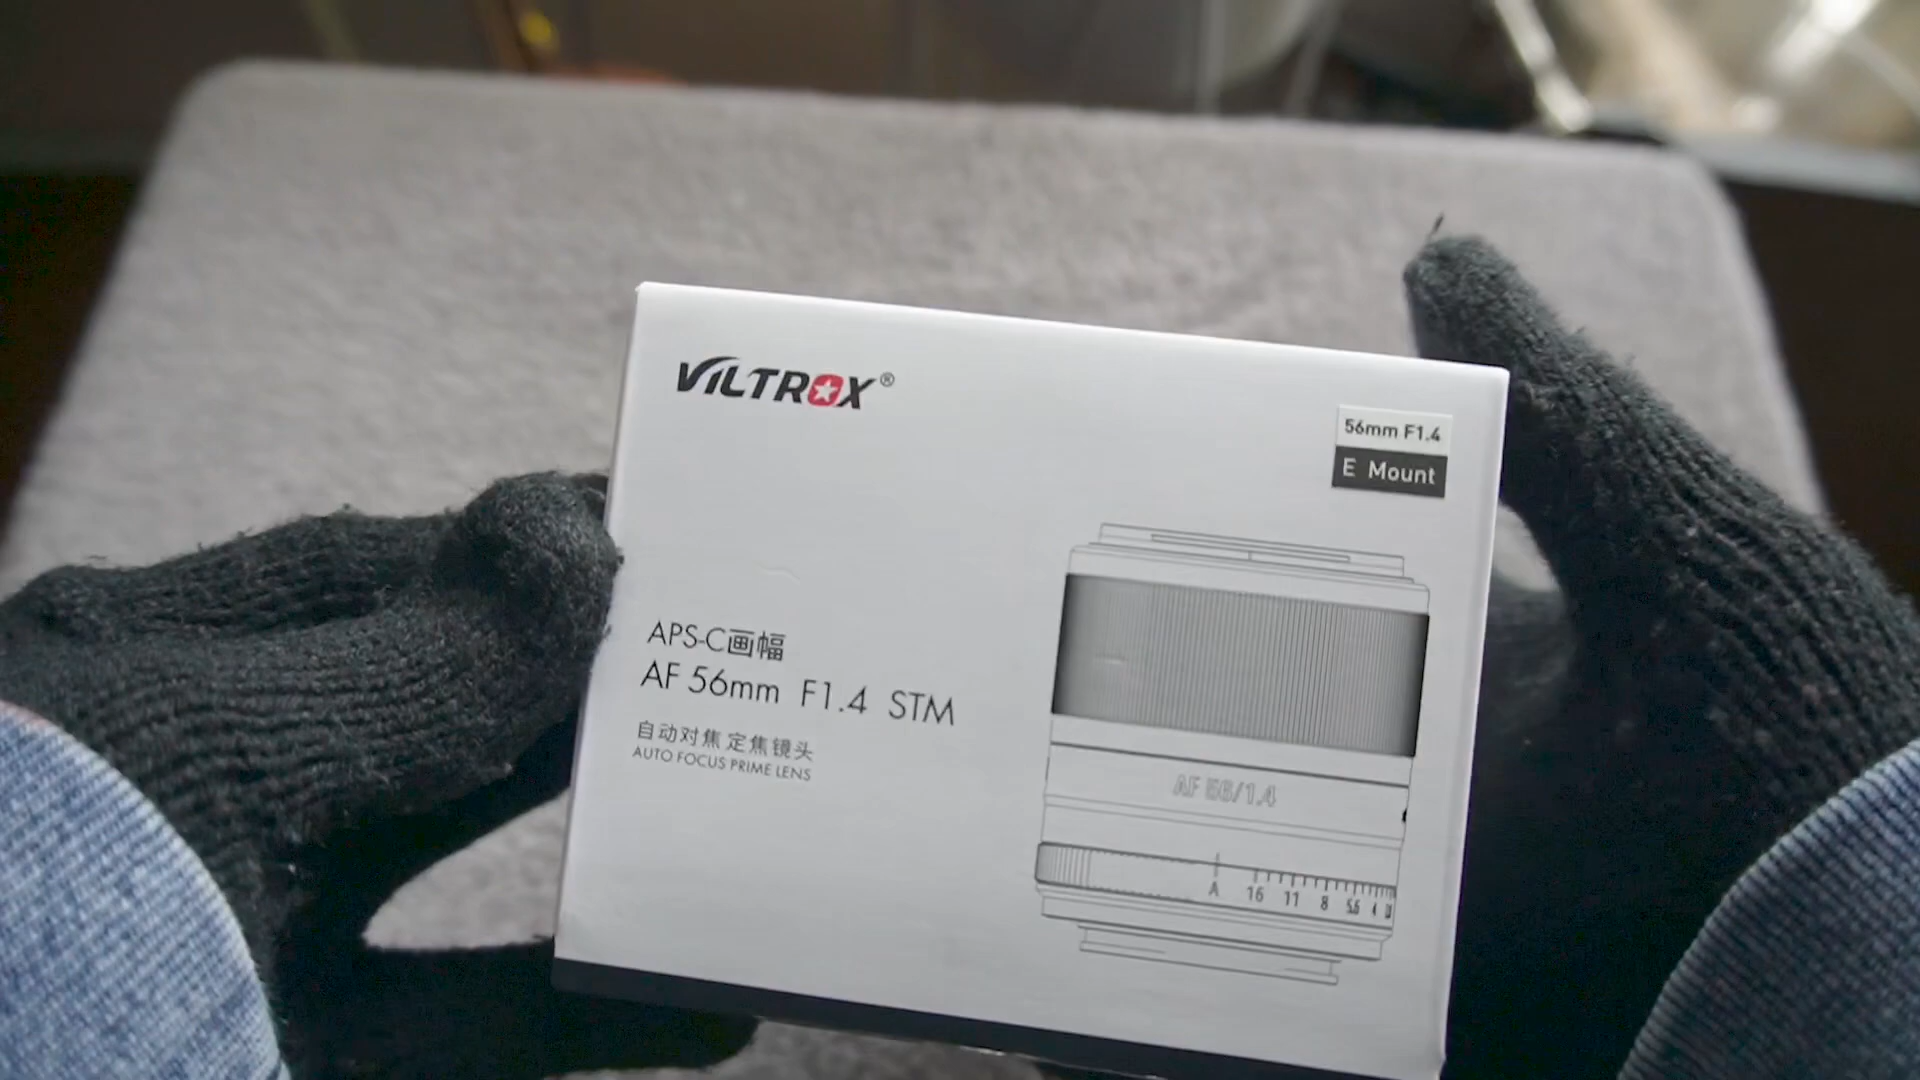 VILTROX®
56mm F1.4
E Mount
APS-C画幅
AF 56mm F1.4 STM
自动对焦定焦镜头
AUTO FOCUS PRIME LENS
AF 56/1.4
A 16 11 8 5.6 4